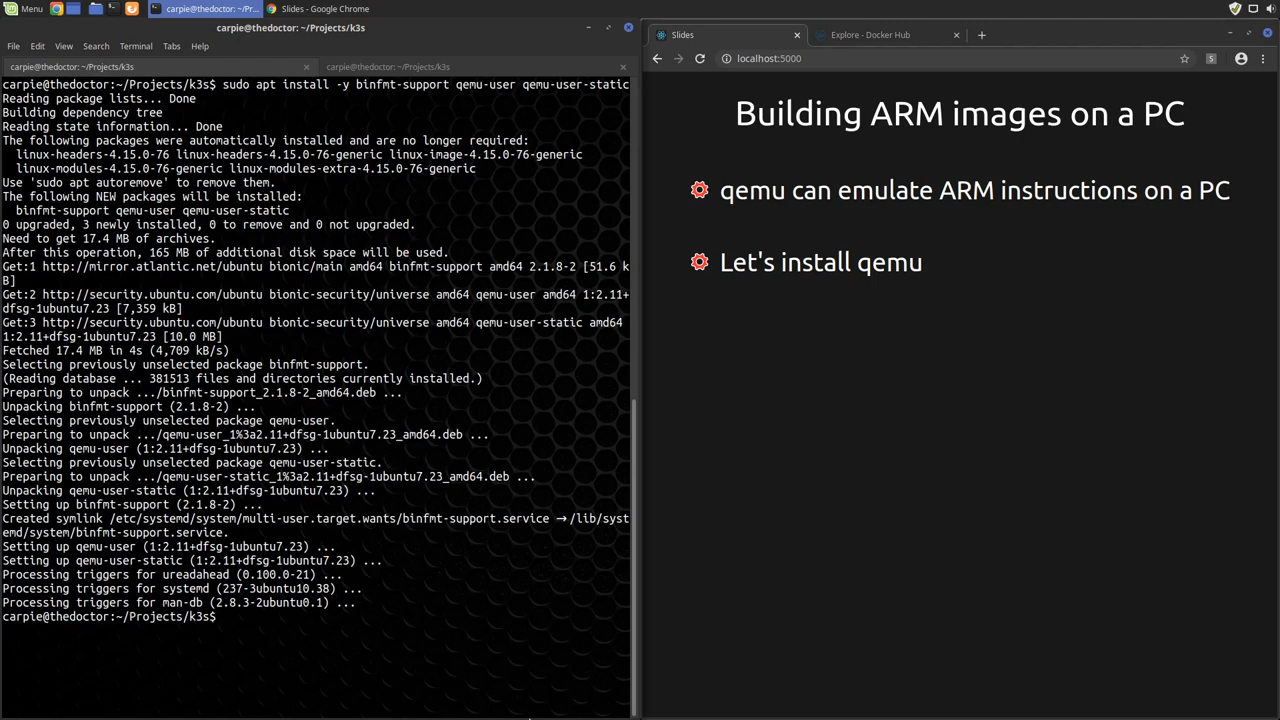 Menu
carpie@thedoctor: ~/Pr...
Slides - Google Chrome
carpie@thedoctor: ~/Projects/k3s
File Edit View Search Terminal Tabs Help
carpie@thedoctor: ~/Projects/k3s
carpie@thedoctor: ~/Projects/k3s
carpie@thedoctor:~/Projects/k3s$ sudo apt install -y binfmt-support qemu-user qemu-user-static
Reading package lists... Done
Building dependency tree
Reading state information... Done
The following packages were automatically installed and are no longer required:
linux-headers-4.15.0-76 linux-headers-4.15.0-76-generic linux-image-4.15.0-76-generic
linux-modules-4.15.0-76-generic linux-modules-extra-4.15.0-76-generic
Use 'sudo apt autoremove' to remove them.
The following NEW packages will be installed:
binfmt-support qemu-user qemu-user-static
0 upgraded, 3 newly installed, 0 to remove and 0 not upgraded.
Need to get 17.4 MB of archives.
After this operation, 165 MB of additional disk space will be used.
Get:1 http://mirror.atlantic.net/ubuntu bionic/main amd64 binfmt-support amd64 2.1.8-2 [51.6 k
B]
Get:2 http://security.ubuntu.com/ubuntu bionic-security/universe amd64 qemu-user amd64 1:2.11+
dfsg-1ubuntu7.23 [7,359 kB]
Get:3 http://security.ubuntu.com/ubuntu bionic-security/universe amd64 qemu-user-static amd64
1:2.11+dfsg-1ubuntu7.23 [10.0 MB]
Fetched 17.4 MB in 4s (4,709 kB/s)
Selecting previously unselected package binfmt-support.
(Reading database ... 381513 files and directories currently installed.)
Preparing to unpack .../binfmt-support_2.1.8-2_amd64.deb ...
Unpacking binfmt-support (2.1.8-2) ...
Selecting previously unselected package qemu-user.
Preparing to unpack .../qemu-user_1%3a2.11+dfsg-1ubuntu7.23_amd64.deb ...
Unpacking qemu-user (1:2.11+dfsg-1ubuntu7.23) ...
Selecting previously unselected package qemu-user-static.
Preparing to unpack .../qemu-user-static_1%3a2.11+dfsg-1ubuntu7.23_amd64.deb ...
Unpacking qemu-user-static (1:2.11+dfsg-1ubuntu7.23) ...
Setting up binfmt-support (2.1.8-2) ...
Created symlink /etc/systemd/system/multi-user.target.wants/binfmt-support.service → /lib/syst
emd/system/binfmt-support.service.
Setting up qemu-user (1:2.11+dfsg-1ubuntu7.23) ...
Setting up qemu-user-static (1:2.11+dfsg-1ubuntu7.23) ...
Processing triggers for ureadahead (0.100.0-21) ...
Processing triggers for systemd (237-3ubuntu10.38) ...
Processing triggers for man-db (2.8.3-2ubuntu0.1) ...
carpie@thedoctor:~/Projects/k3s$
Slides
Explore - Docker Hub
localhost:5000
S
Building ARM images on a PC
qemu can emulate ARM instructions on a PC
Let's install qemu